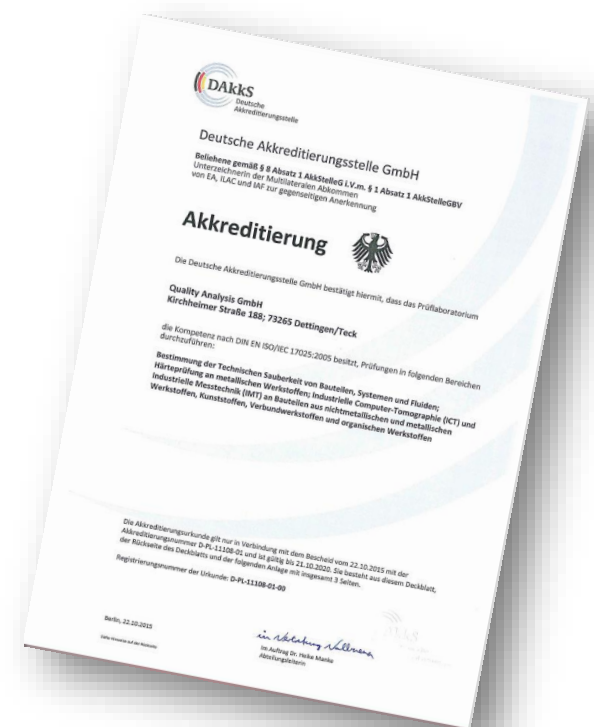 DAkkS
Deutsche
Akkreditierungsstelle
Deutsche Akkreditierungsstelle GmbH
Beliehene gemäß § 8 Absatz 1 AkkStelleG i.V.m. § 1 Absatz 1 AkkStelleGBV
Unterzeichnerin der Multilateralen Abkommen
von EA, ILAC und IAF zur gegenseitigen Anerkennung
Akkreditierung
Die Deutsche Akkreditierungsstelle GmbH bestätigt hiermit, dass das Prüflaboratorium
Quality Analysis GmbH
Kirchheimer Straße 188; 73265 Dettingen/Teck
die Kompetenz nach DIN EN ISO/IEC 17025:2005 besitzt, Prüfungen in folgenden Bereichen
durchzuführen:
Bestimmung der Technischen Sauberkeit von Bauteilen, Systemen und Fluiden;
Härteprüfung an metallischen Werkstoffen; Industrielle Computer-Tomographie (ICT) und
Industrielle Messtechnik (IMT) an Bauteilen aus nichtmetallischen und metallischen
Werkstoffen, Kunststoffen, Verbundwerkstoffen und organischen Werkstoffen
Die Akkreditierungsurkunde gilt nur in Verbindung mit dem Bescheid vom 22.10.2015 mit der
Akkreditierungsnummer D-PL-11108-01 und ist gültig bis 21.10.2020. Sie besteht aus diesem Deckblatt,
der Rückseite des Deckblatts und der folgenden Anlage mit insgesamt 3 Seiten.
Registrierungsnummer der Urkunde: D-PL-11108-01-00
Berlin, 22.10.2015
Im Auftrag Dr. Heike Manke
Abteilungsleiterin
Siehe Hinweise auf der Rückseite